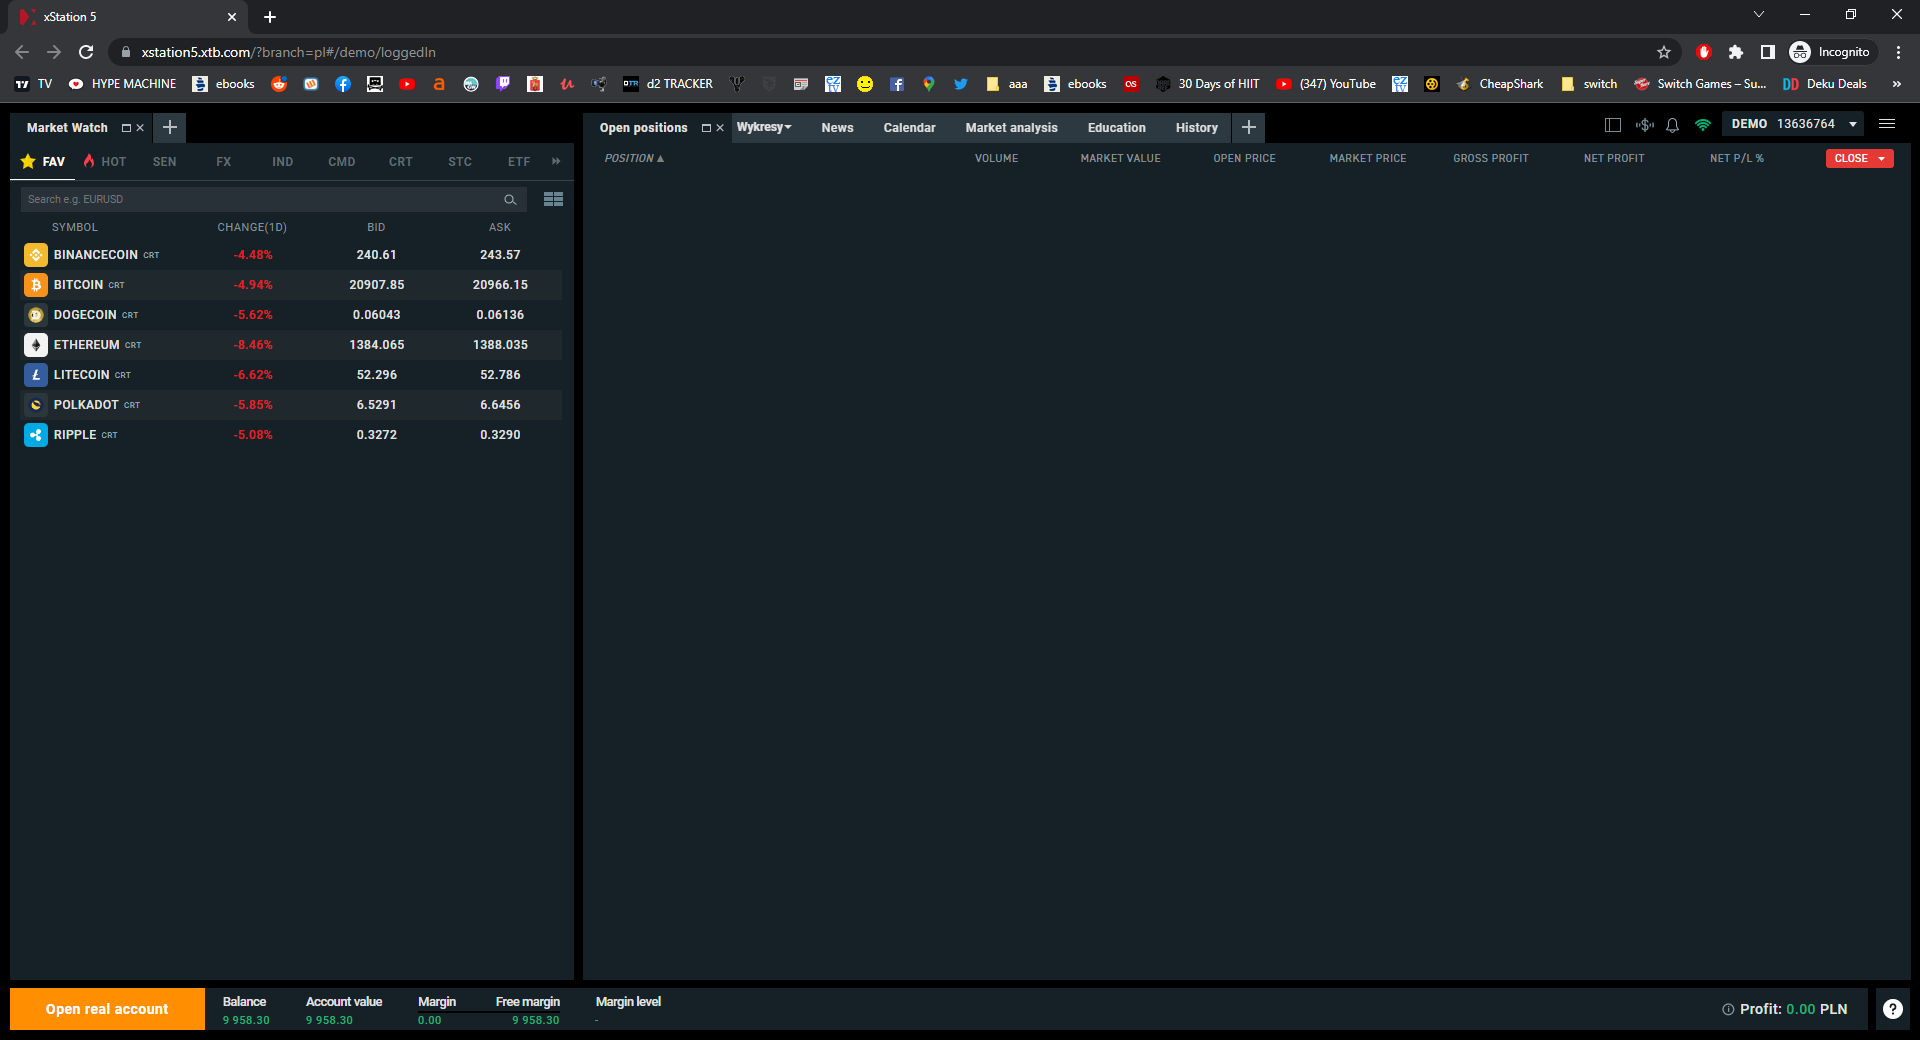 xStation 5
xstation5.xtb.com/?branch=pl#/demo/loggedIn
Incognito
TV HYPE MACHINE ebooks d2 TRACKER aaa ebooks 30 Days of HIIT (347) YouTube CheapShark switch Switch Games – Su... Deku Deals »
Market Watch
Open positions Wykresy News Calendar Market analysis Education History
DEMO 13636764
FAV HOT SEN FX IND CMD CRT STC ETF
POSITION VOLUME MARKET VALUE OPEN PRICE MARKET PRICE GROSS PROFIT NET PROFIT NET P/L % CLOSE
Search e.g. EURUSD
SYMBOL CHANGE(1D) BID ASK
BINANCECOIN CRT -4.48% 240.61 243.57
BITCOIN CRT -4.94% 20907.85 20966.15
DOGECOIN CRT -5.62% 0.06043 0.06136
ETHEREUM CRT -8.46% 1384.065 1388.035
LITECOIN CRT -6.62% 52.296 52.786
POLKADOT CRT -5.85% 6.5291 6.6456
RIPPLE CRT -5.08% 0.3272 0.3290
Open real account
Balance Account value Margin Free margin Margin level
9 958.30 9 958.30 0.00 9 958.30 -
Profit: 0.00 PLN
?